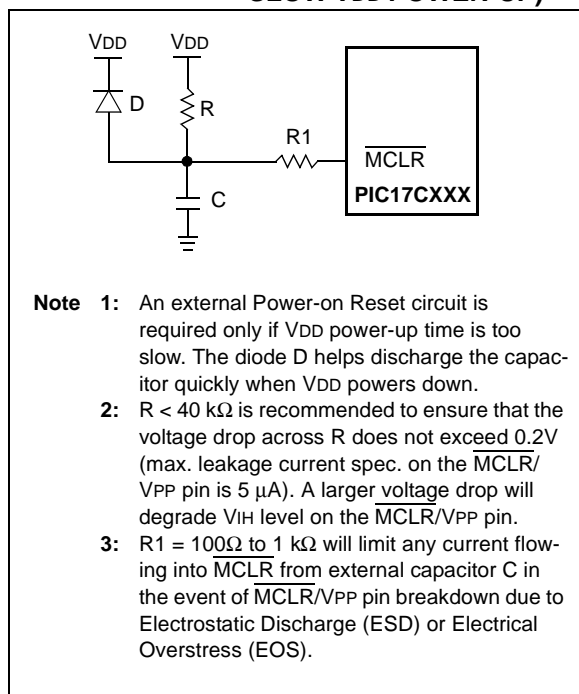 SLOW VDD POWER-UP)
VDD VDD
D
R
R1
MCLR
PIC17CXXX
C
Note 1: An external Power-on Reset circuit is
required only if VDD power-up time is too
slow. The diode D helps discharge the capac-
itor quickly when VDD powers down.
2: R < 40 kΩ is recommended to ensure that the
voltage drop across R does not exceed 0.2V
(max. leakage current spec. on the MCLR/
VPP pin is 5 μA). A larger voltage drop will
degrade VIH level on the MCLR/VPP pin.
3: R1 = 100Ω to 1 kΩ will limit any current flow-
ing into MCLR from external capacitor C in
the event of MCLR/VPP pin breakdown due to
Electrostatic Discharge (ESD) or Electrical
Overstress (EOS).